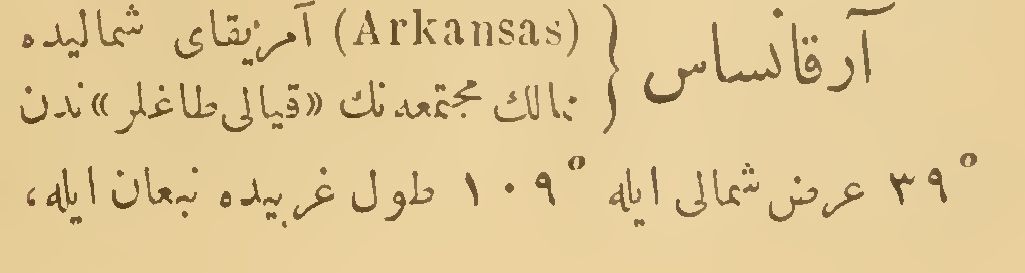 آرقانساس { (Arkansas) آمریقای شمالیده
ممالك مجتمعه‌نك «قیالی طاغلر» ندن
۳۹° عرض شمالی ایله ۱۰۹° طول غربیده نبعان ایله،